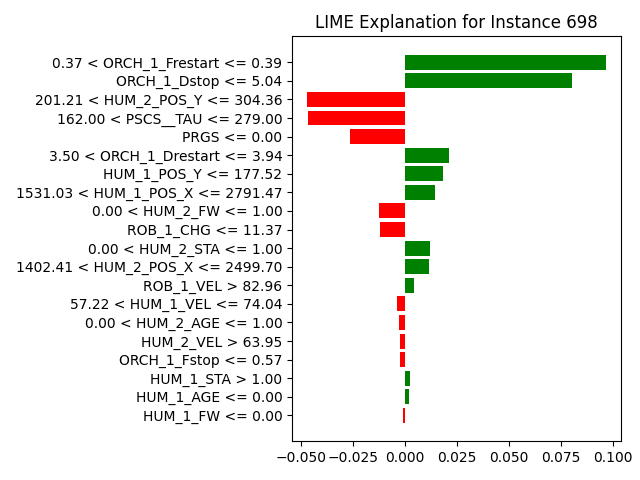 LIME Explanation for Instance 698
0.37 < ORCH_1_Frestart <= 0.39
ORCH_1_Dstop <= 5.04
201.21 < HUM_2_POS_Y <= 304.36
162.00 < PSCS__TAU <= 279.00
PRGS <= 0.00
3.50 < ORCH_1_Drestart <= 3.94
HUM_1_POS_Y <= 177.52
1531.03 < HUM_1_POS_X <= 2791.47
0.00 < HUM_2_FW <= 1.00
ROB_1_CHG <= 11.37
0.00 < HUM_2_STA <= 1.00
1402.41 < HUM_2_POS_X <= 2499.70
ROB_1_VEL > 82.96
57.22 < HUM_1_VEL <= 74.04
0.00 < HUM_2_AGE <= 1.00
HUM_2_VEL > 63.95
ORCH_1_Fstop <= 0.57
HUM_1_STA > 1.00
HUM_1_AGE <= 0.00
HUM_1_FW <= 0.00
−0.050 −0.025 0.000 0.025 0.050 0.075 0.100